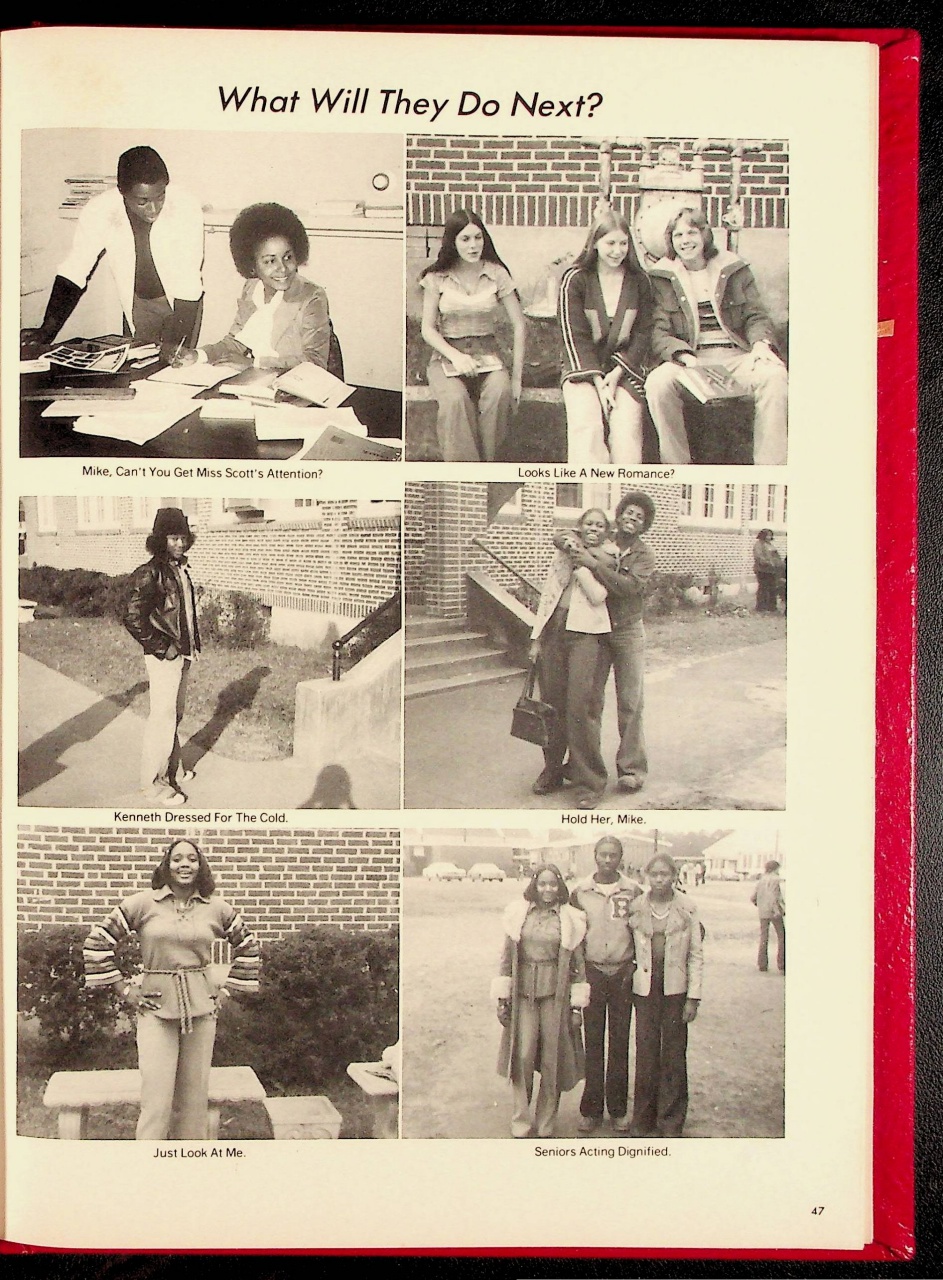 What Will They Do Next?
Mike, Can't You Get Miss Scott's Attention?
Looks Like A New Romance?
Kenneth Dressed For The Cold.
Hold Her, Mike.
B
Just Look At Me.
Seniors Acting Dignified.
47